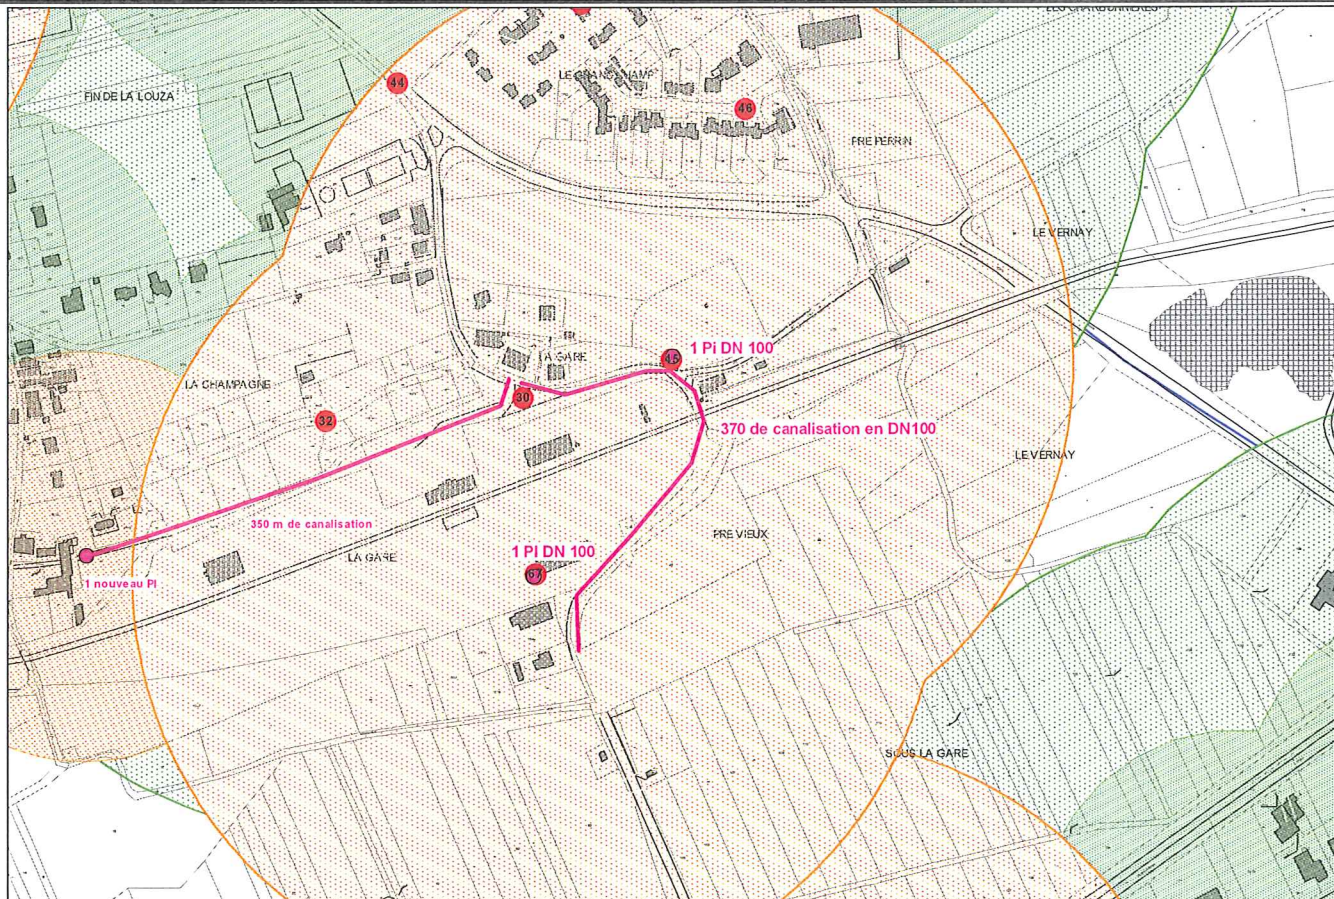 LES CHARBONNIERES
FIN DE LA LOUZA
44
LE GRAND CHAMP
46
PRE PERRIN
LE VERNAY
LA GARE
45
1 Pi DN 100
LA CHAMPAGNE
30
32
370 de canalisation en DN100
LE VERNAY
350 m de canalisation
PRE VIEUX
LA GARE
1 PI DN 100
67
1 nouveau PI
SOUS LA GARE